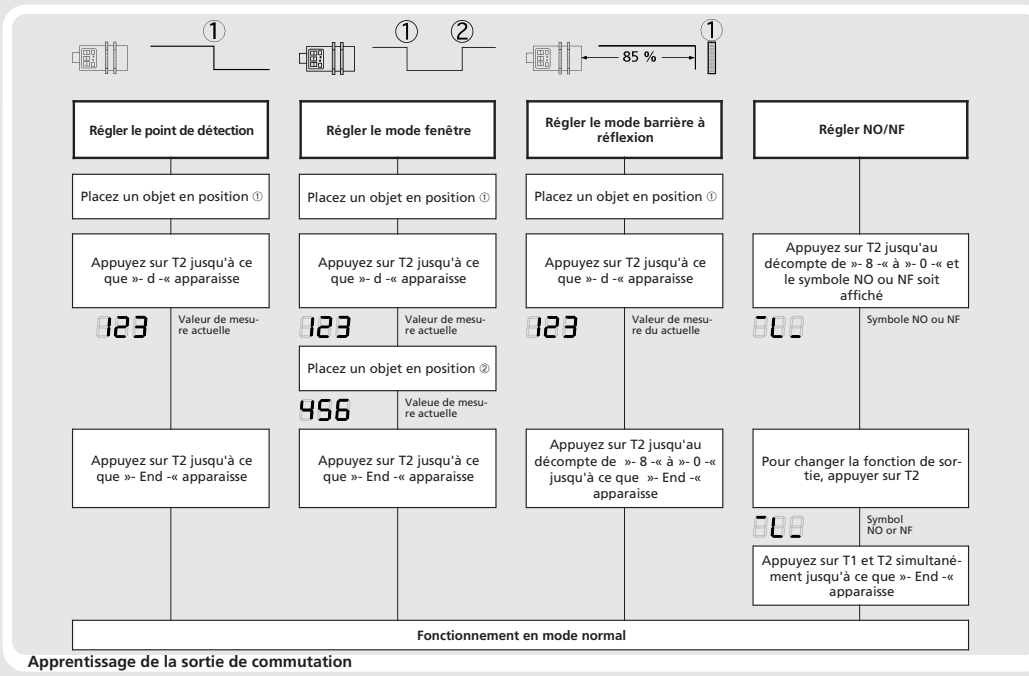 ①
① ②
85 %
①
Régler le point de détection
Placez un objet en position ①
Appuyez sur T2 jusqu'à ce
que »- d -« apparaisse
123
Valeur de mesu-
re actuelle
Appuyez sur T2 jusqu'à ce
que »- End -« apparaisse
Régler le mode fenêtre
Placez un objet en position ①
Appuyez sur T2 jusqu'à ce
que »- d -« apparaisse
123
Valeur de mesu-
re actuelle
Placez un objet en position ②
456
Valeue de mesu-
re actuelle
Appuyez sur T2 jusqu'à ce
que »- End -« apparaisse
Régler le mode barrière à
réflexion
Placez un objet en position ①
Appuyez sur T2 jusqu'à ce
que »- d -« apparaisse
123
Valeur de mesu-
re du actuelle
Appuyez sur T2 jusqu'au
décompte de »- 8 -« à »- 0 -«
jusqu'à ce que »- End -«
apparaisse
Régler NO/NF
Appuyez sur T2 jusqu'au
décompte de »- 8 -« à »- 0 -« et
le symbole NO ou NF soit
affiché
Symbole NO ou NF
Pour changer la fonction de sor-
tie, appuyer sur T2
Symbol
NO or NF
Appuyez sur T1 et T2 simultané-
ment jusqu'à ce que »- End -«
apparaisse
Fonctionnement en mode normal
Apprentissage de la sortie de commutation